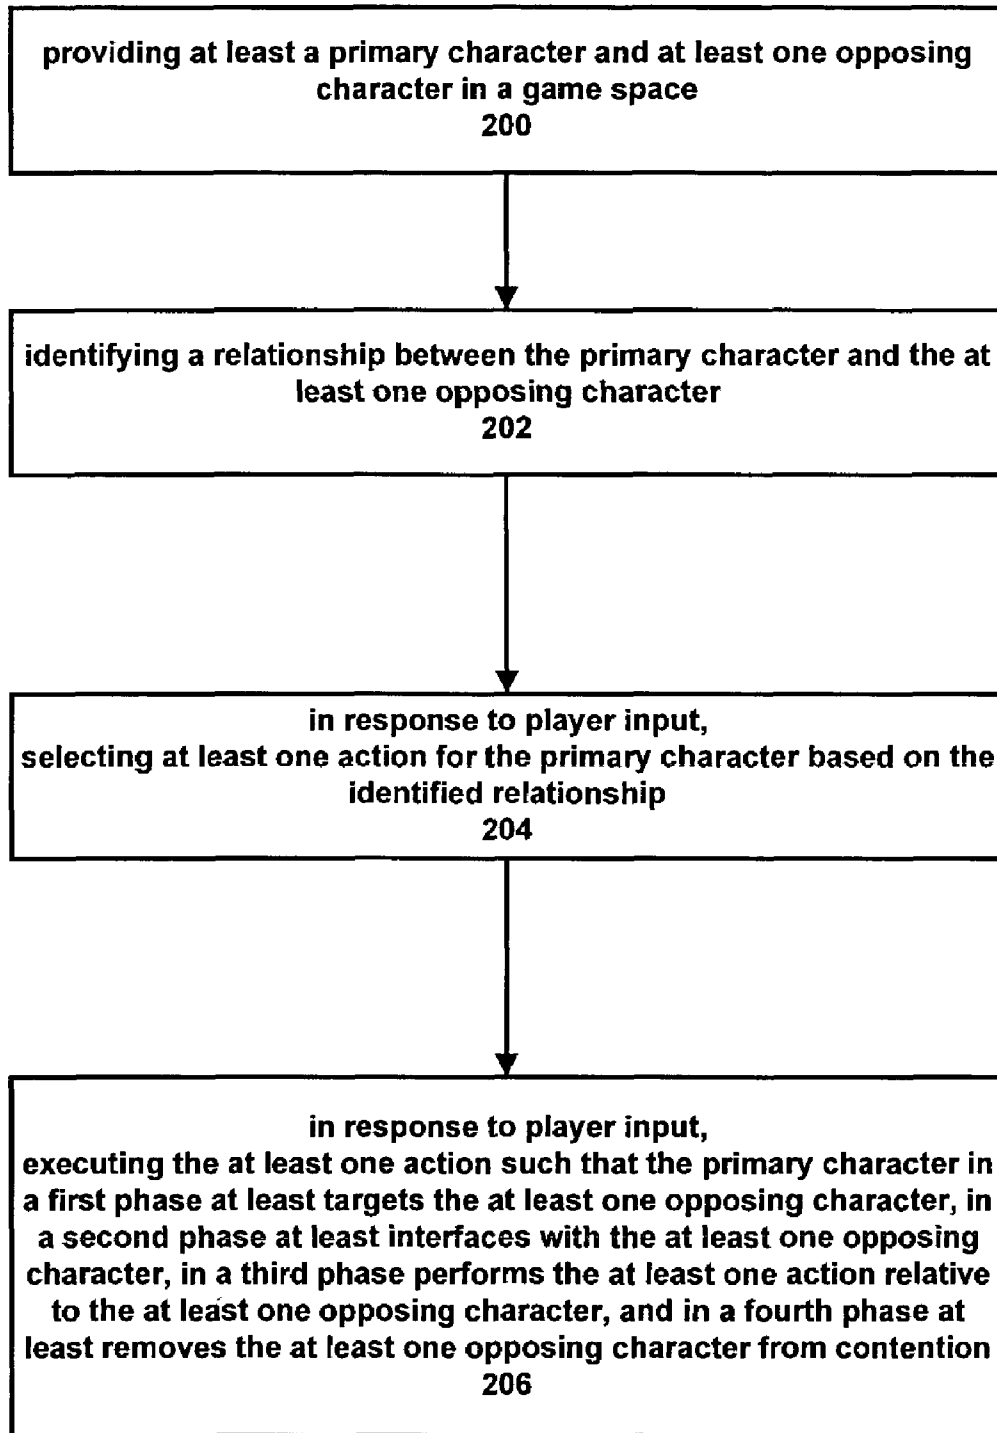 providing at least a primary character and at least one opposing
character in a game space
200
identifying a relationship between the primary character and the at
least one opposing character
202
in response to player input,
selecting at least one action for the primary character based on the
identified relationship
204
in response to player input,
executing the at least one action such that the primary character in
a first phase at least targets the at least one opposing character, in
a second phase at least interfaces with the at least one opposing
character, in a third phase performs the at least one action relative
to the at least one opposing character, and in a fourth phase at
least removes the at least one opposing character from contention
206